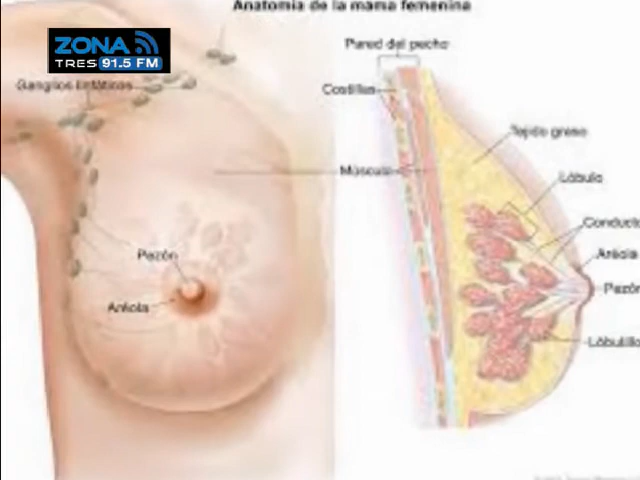 Anatomía de la mama femenina
ZONA
TRES 91.5 FM
Pared del pecho
Ganglios linfáticos
Costillas
Tejido graso
Músculo
Lóbulo
Conducto
Pezón
Aréola
Aréola
Pezón
Lobulillo